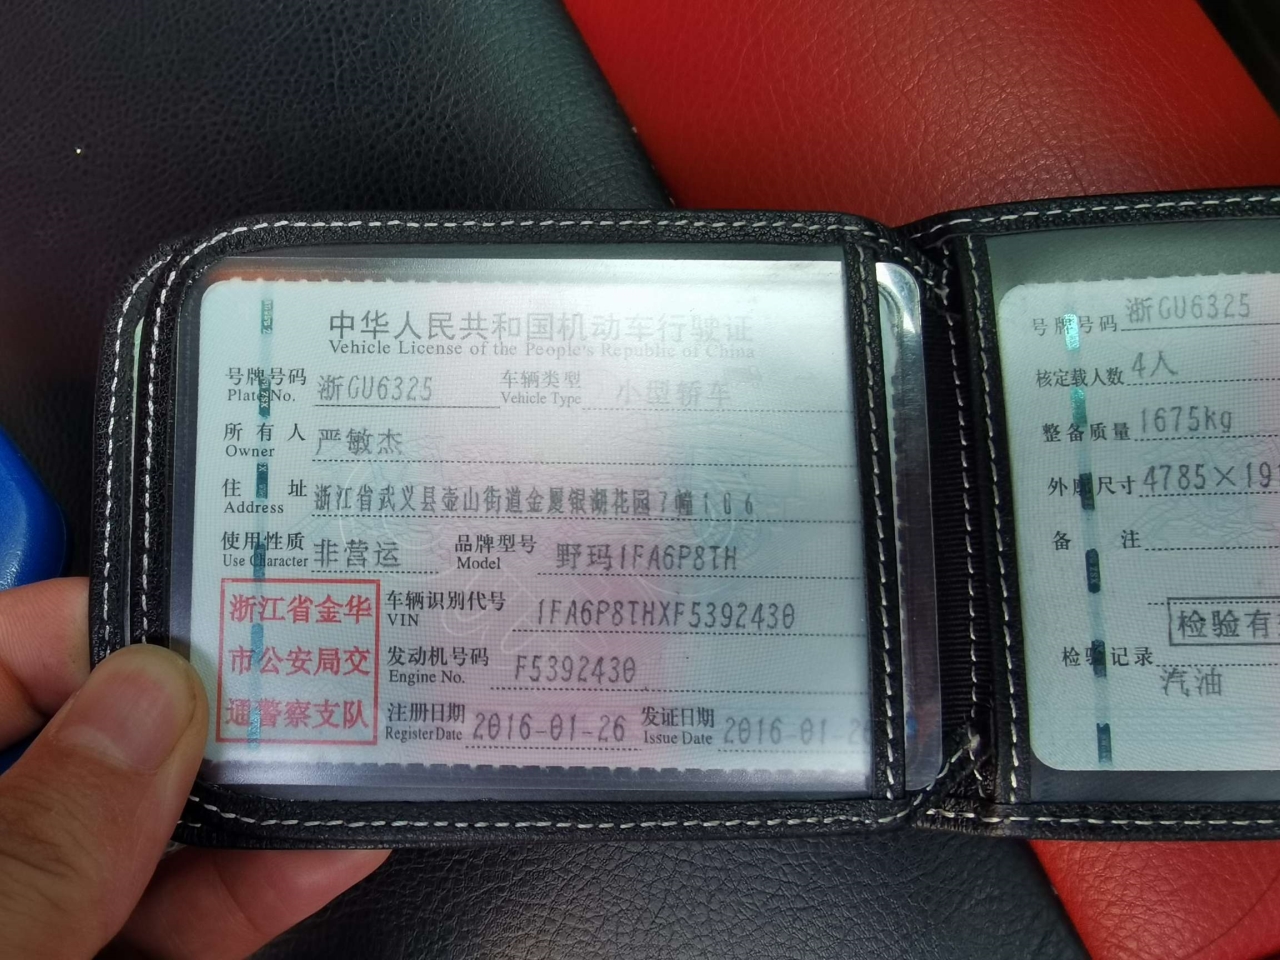 中华人民共和国机动车行驶证
Vehicle License of the People's Republic of China
号牌号码 浙GU6325 车辆类型 小型轿车
Plate No. Vehicle Type
所有人 严敏杰
Owner
住址 浙江省武义县壶山街道金厦银湖花园7幢106
Address
使用性质 非营运 品牌型号 野玛1FA6P8TH
Use Character Model
浙江省金华
市公安局交
通警察支队
车辆识别代号 1FA6P8THXF5392430
VIN
发动机号码 F5392430
Engine No.
注册日期 2016-01-26 发证日期 2016-01-26
Register Date Issue Date
号牌号码 浙GU6325
核定载人数 4人
整备质量 1675kg
外廓尺寸 4785×191
备注
检验有
检验记录
汽油